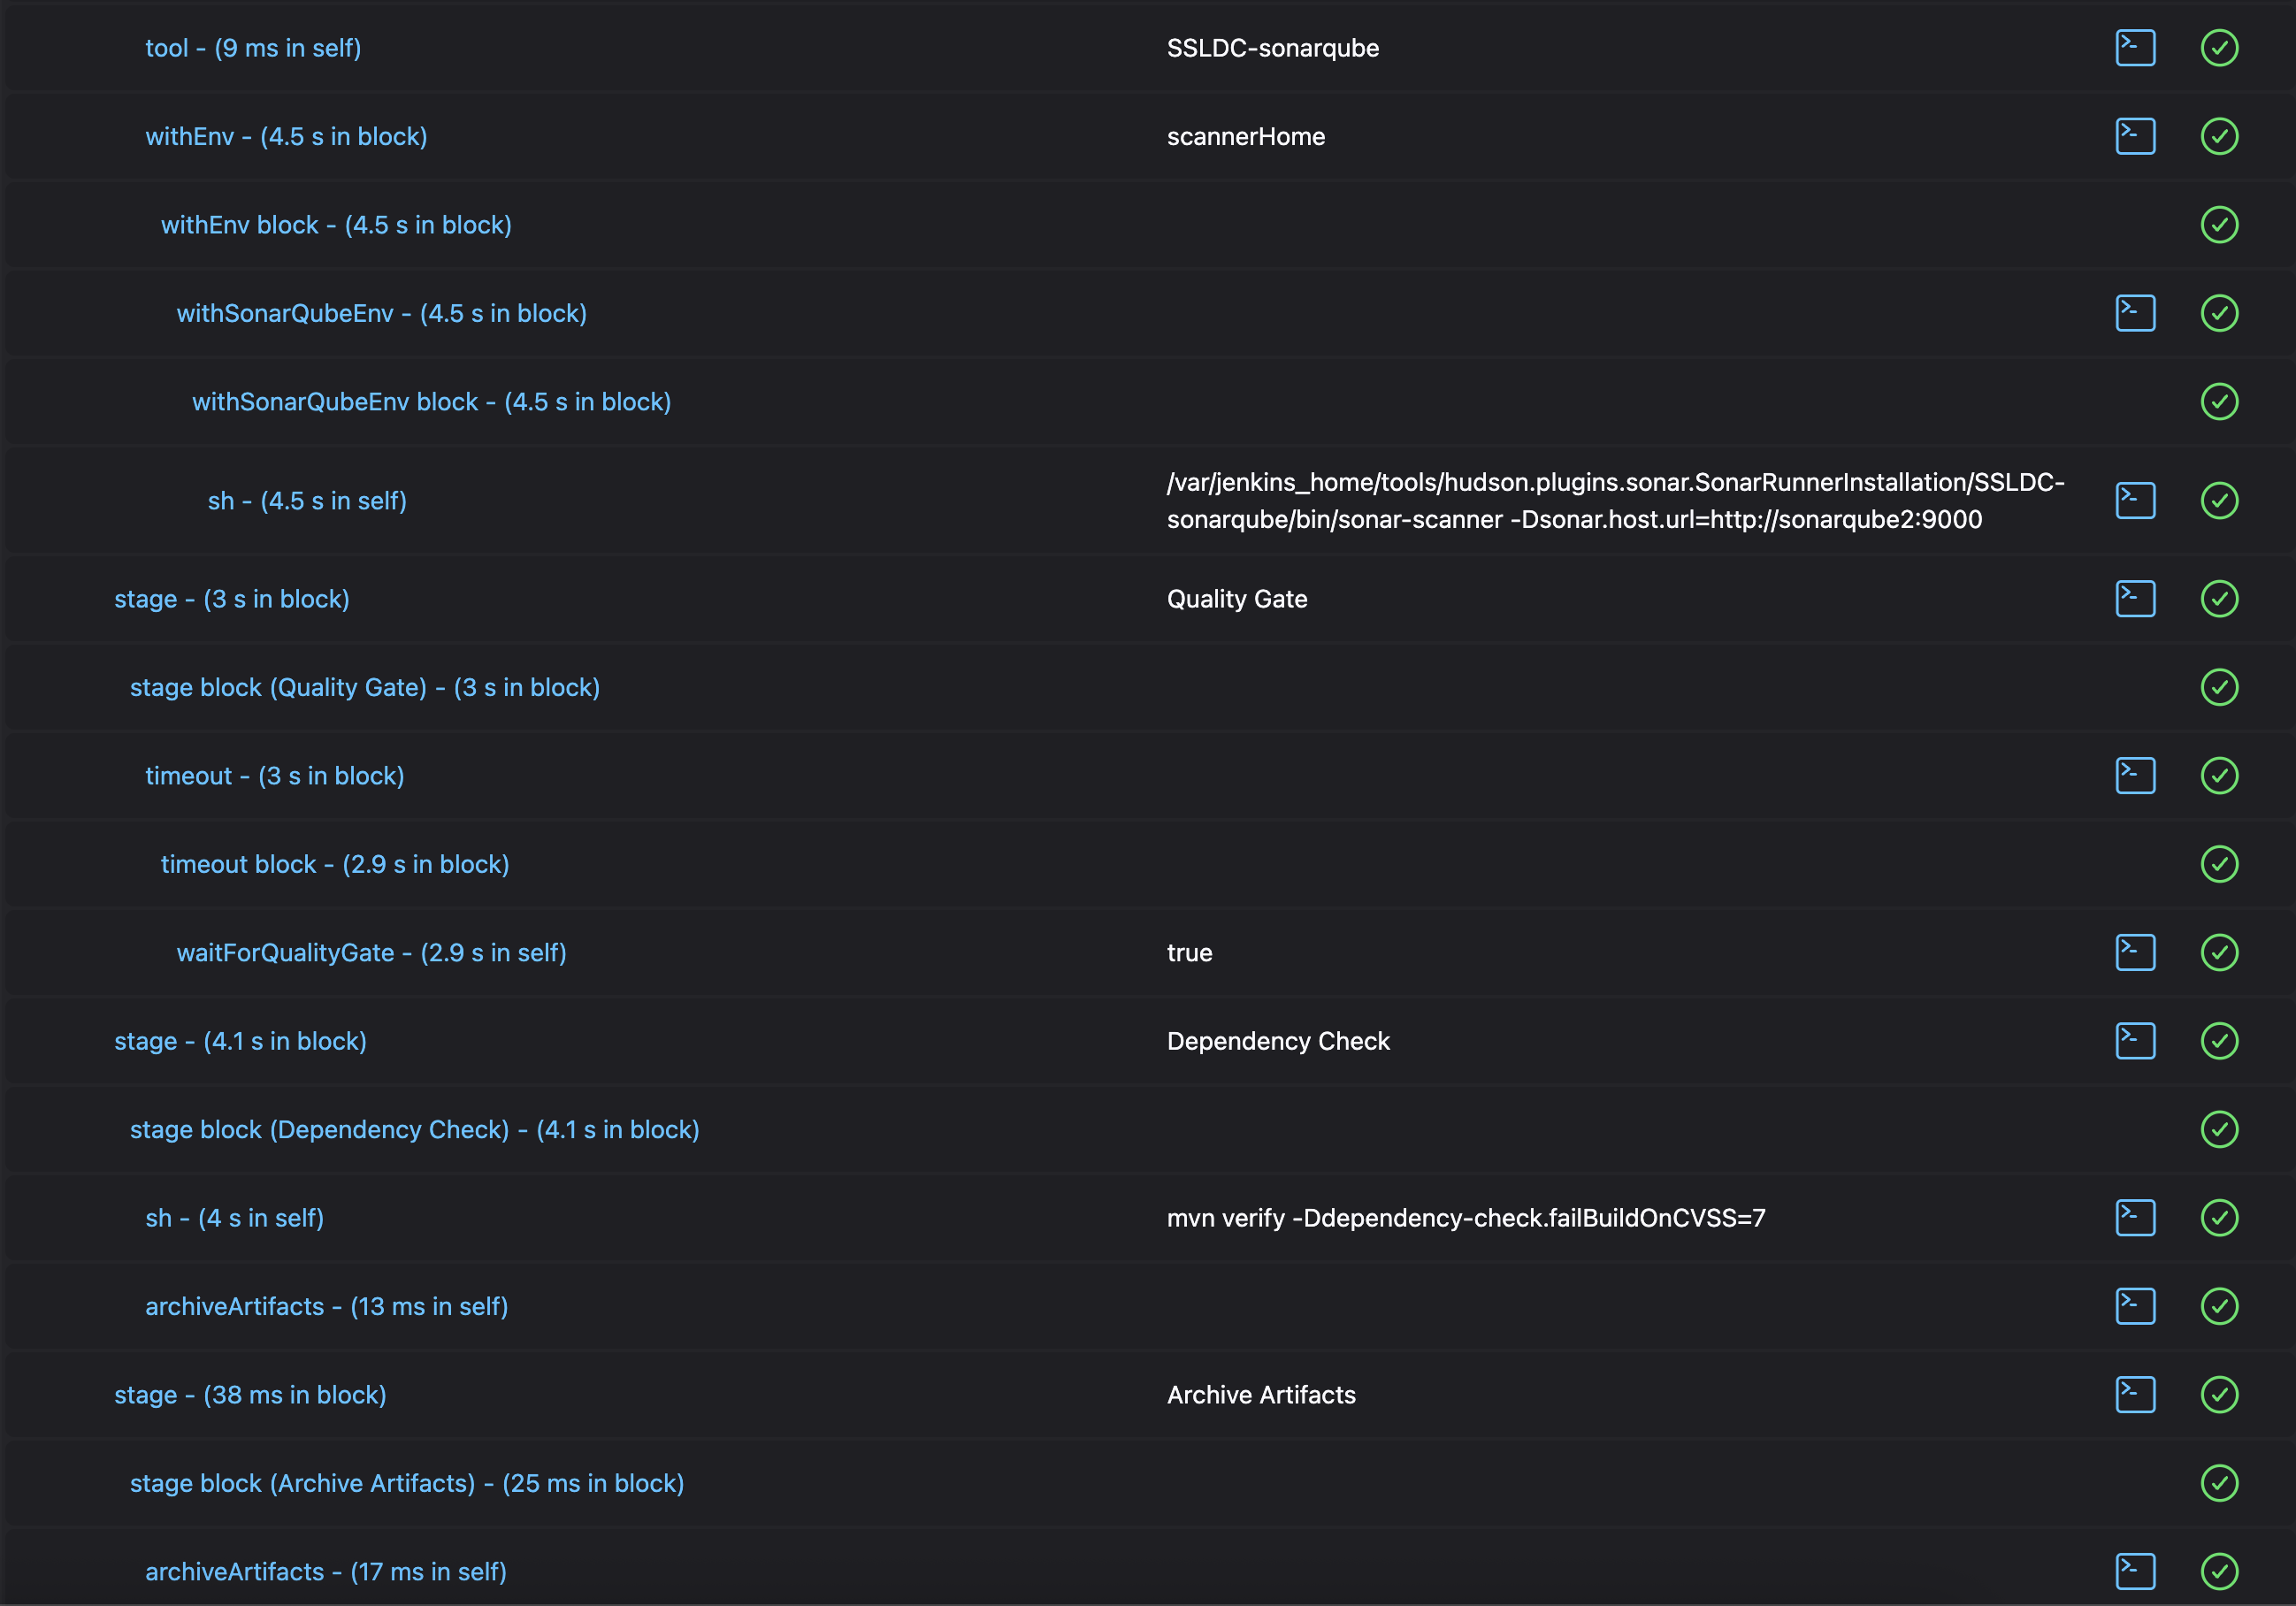 tool - (9 ms in self) SSLDC-sonarqube
withEnv - (4.5 s in block) scannerHome
withEnv block - (4.5 s in block)
withSonarQubeEnv - (4.5 s in block)
withSonarQubeEnv block - (4.5 s in block)
sh - (4.5 s in self) /var/jenkins_home/tools/hudson.plugins.sonar.SonarRunnerInstallation/SSLDC-
sonarqube/bin/sonar-scanner -Dsonar.host.url=http://sonarqube2:9000
stage - (3 s in block) Quality Gate
stage block (Quality Gate) - (3 s in block)
timeout - (3 s in block)
timeout block - (2.9 s in block)
waitForQualityGate - (2.9 s in self) true
stage - (4.1 s in block) Dependency Check
stage block (Dependency Check) - (4.1 s in block)
sh - (4 s in self) mvn verify -Ddependency-check.failBuildOnCVSS=7
archiveArtifacts - (13 ms in self)
stage - (38 ms in block) Archive Artifacts
stage block (Archive Artifacts) - (25 ms in block)
archiveArtifacts - (17 ms in self)